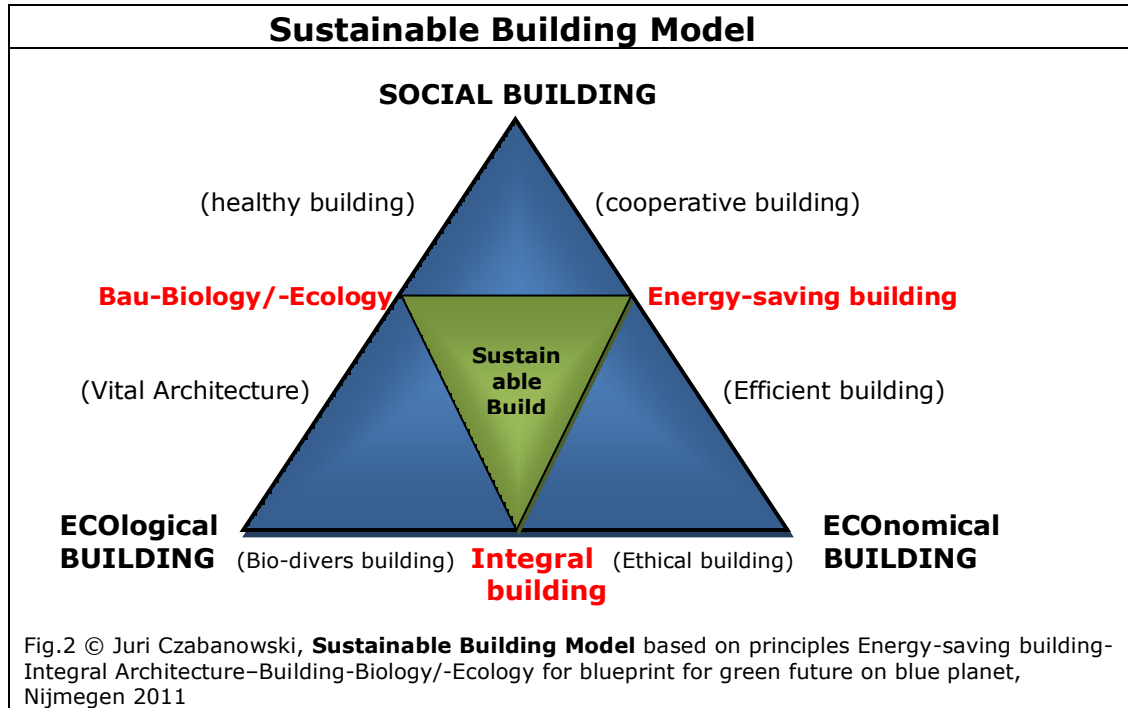 Sustainable Building Model
SOCIAL BUILDING
(healthy building)
(cooperative building)
Bau-Biology/-Ecology
Energy-saving building
Sustain
able
Build
(Vital Architecture)
(Efficient building)
ECOlogical
BUILDING
(Bio-divers building)
Integral
building
(Ethical building)
ECOnomical
BUILDING
Fig.2 © Juri Czabanowski, Sustainable Building Model based on principles Energy-saving building-
Integral Architecture–Building-Biology/-Ecology for blueprint for green future on blue planet,
Nijmegen 2011